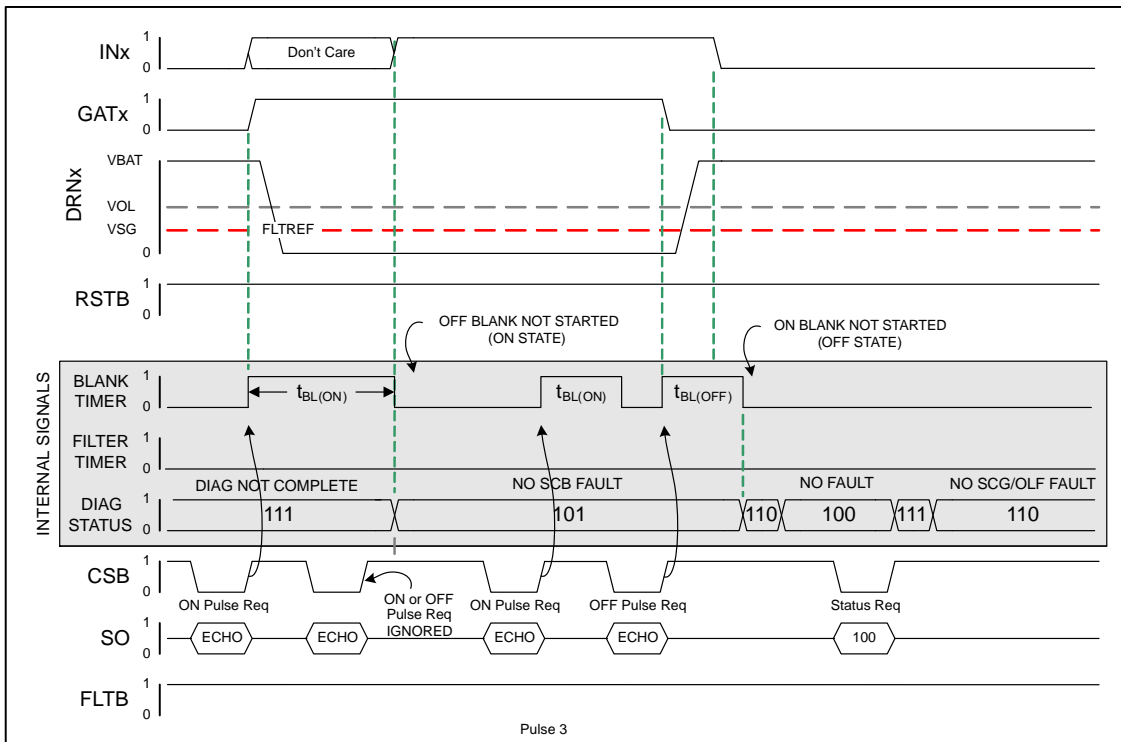 INx
1
0
Don't Care
GATx
1
0
DRNx
VBAT
VOL
VSG
0
FLTREF
RSTB
1
0
OFF BLANK NOT STARTED
(ON STATE)
ON BLANK NOT STARTED
(OFF STATE)
INTERNAL SIGNALS
BLANK
TIMER
1
0
tBL(ON)
tBL(ON)
tBL(OFF)
FILTER
TIMER
1
0
DIAG NOT COMPLETE
NO SCB FAULT
NO FAULT
NO SCG/OLF FAULT
DIAG
STATUS
1
0
111
101
110
100
111
110
CSB
1
0
ON Pulse Req
ON or OFF
Pulse Req
IGNORED
ON Pulse Req
OFF Pulse Req
Status Req
SO
1
0
ECHO
ECHO
ECHO
ECHO
100
FLTB
1
0
Pulse 3